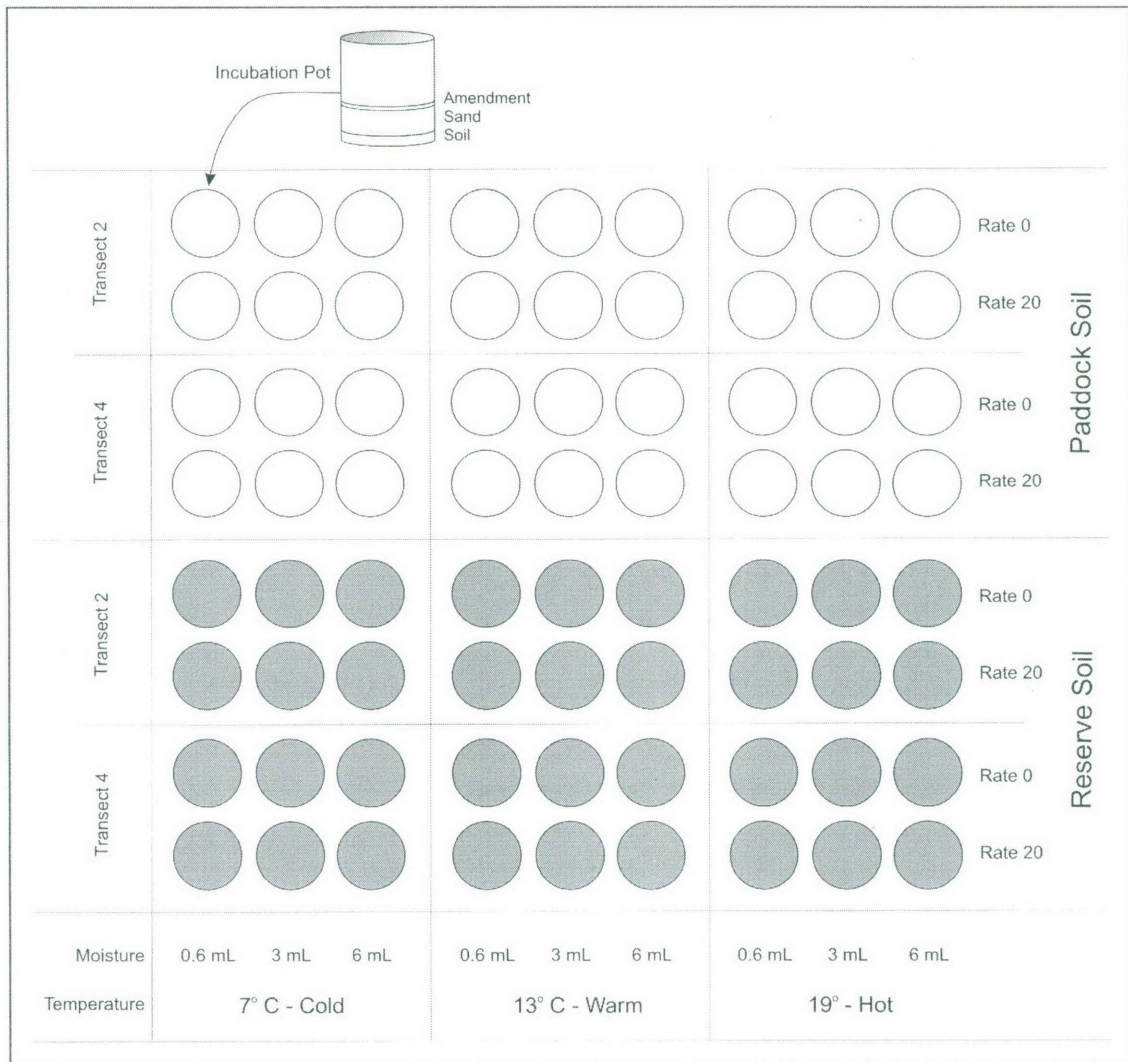 Incubation Pot
Amendment
Sand
Soil
Transect 2
Rate 0
Rate 20
Transect 4
Rate 0
Rate 20
Paddock Soil
Transect 2
Rate 0
Rate 20
Transect 4
Rate 0
Rate 20
Reserve Soil
Moisture 0.6 mL 3 mL 6 mL 0.6 mL 3 mL 6 mL 0.6 mL 3 mL 6 mL
Temperature 7° C - Cold 13° C - Warm 19° - Hot